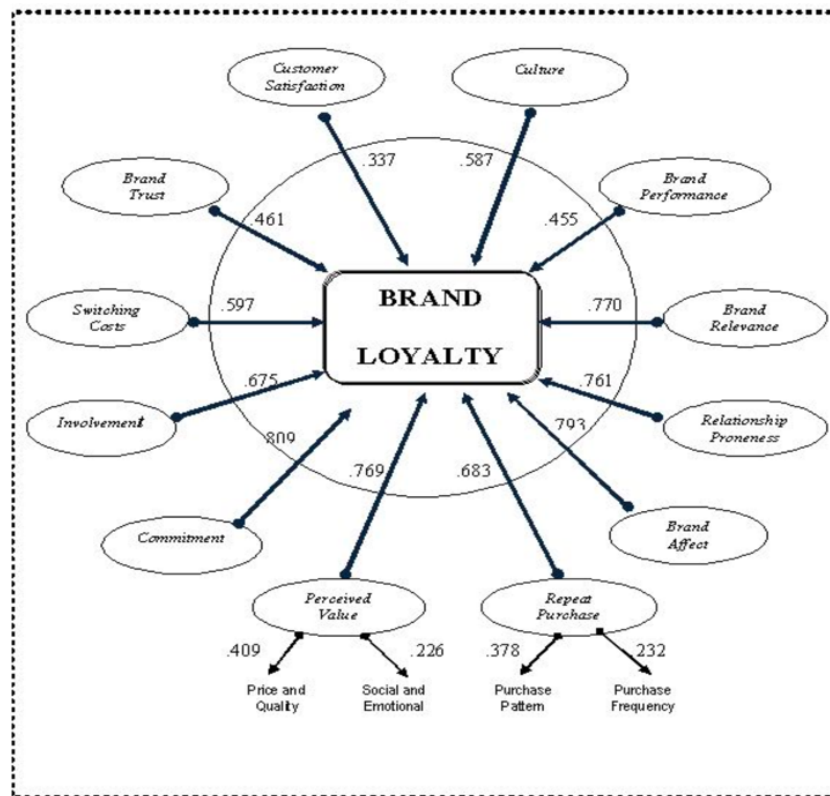 Customer
Satisfaction
Culture
.337
.587
Brand
Trust
Brand
Performance
.461
.455
BRAND
LOYALTY
Switching
Costs
.597
.770
Brand
Relevance
.675
.761
Involvement
Relationship
Proneness
.809
.793
.769
.683
Commitment
Brand
Affect
Perceived
Value
Repeat
Purchase
.409
.226
.378
.232
Price and
Quality
Social and
Emotional
Purchase
Pattern
Purchase
Frequency